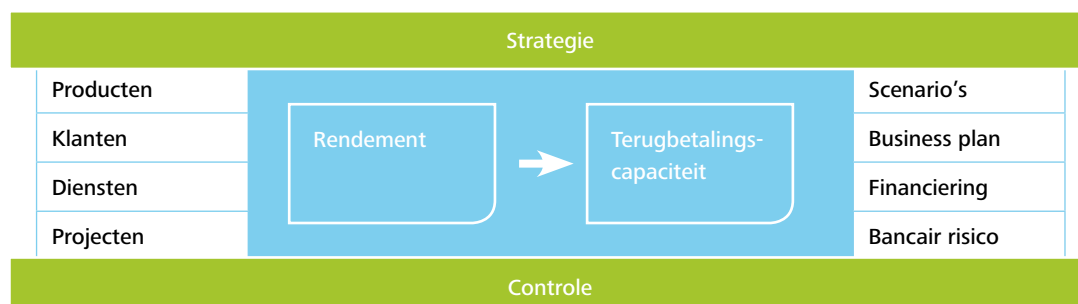 Strategie
Producten
Klanten
Diensten
Projecten
Rendement
Terugbetalings-
capaciteit
Scenario's
Business plan
Financiering
Bancair risico
Controle